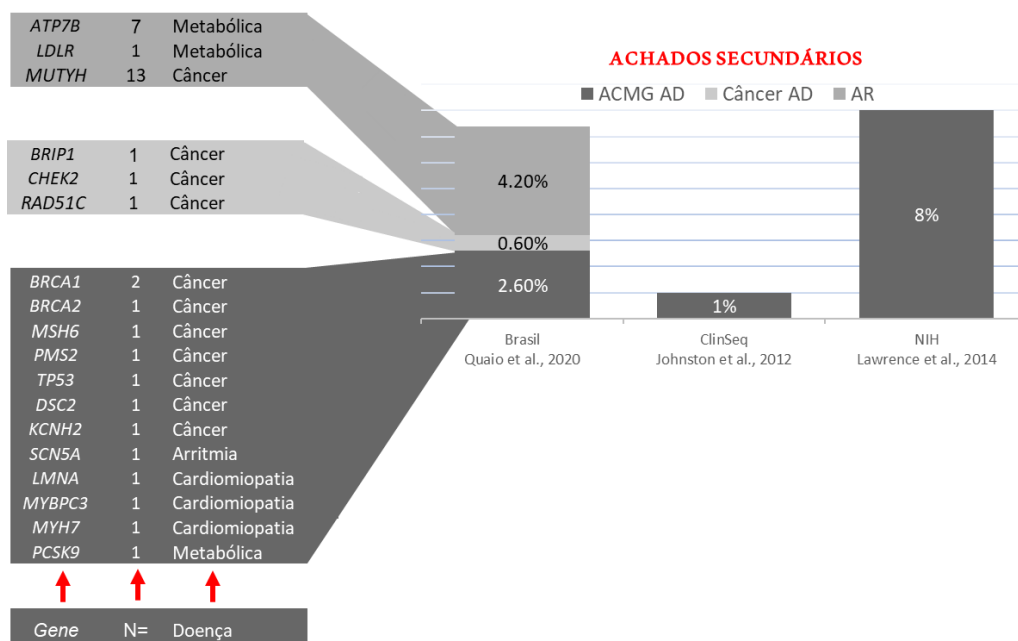 ATP7B 7 Metabólica
LDLR 1 Metabólica
MUTYH 13 Câncer
BRIP1 1 Câncer
CHEK2 1 Câncer
RAD51C 1 Câncer
BRCA1 2 Câncer
BRCA2 1 Câncer
MSH6 1 Câncer
PMS2 1 Câncer
TP53 1 Câncer
DSC2 1 Câncer
KCNH2 1 Câncer
SCN5A 1 Arritmia
LMNA 1 Cardiomiopatia
MYBPC3 1 Cardiomiopatia
MYH7 1 Cardiomiopatia
PCSK9 1 Metabólica
Gene N= Doença
ACHADOS SECUNDÁRIOS
ACMG AD Câncer AD AR
4.20%
0.60%
2.60%
1%
8%
Brasil
Quaio et al., 2020
ClinSeq
Johnston et al., 2012
NIH
Lawrence et al., 2014